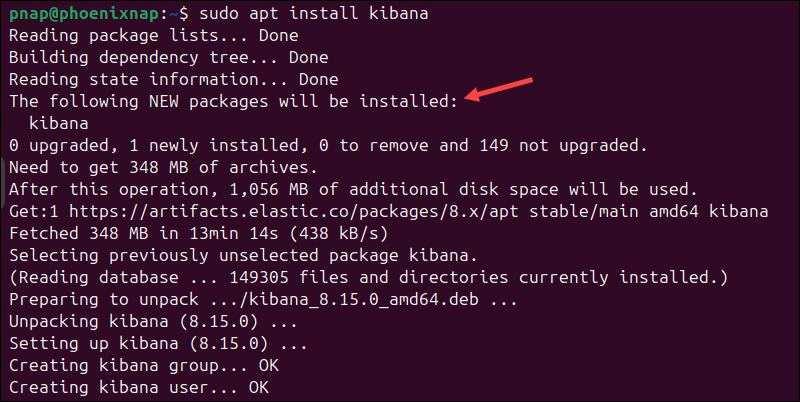 pnap@phoenixnap:~$ sudo apt install kibana
Reading package lists... Done
Building dependency tree... Done
Reading state information... Done
The following NEW packages will be installed:
  kibana
0 upgraded, 1 newly installed, 0 to remove and 149 not upgraded.
Need to get 348 MB of archives.
After this operation, 1,056 MB of additional disk space will be used.
Get:1 https://artifacts.elastic.co/packages/8.x/apt stable/main amd64 kibana
Fetched 348 MB in 13min 14s (438 kB/s)
Selecting previously unselected package kibana.
(Reading database ... 149305 files and directories currently installed.)
Preparing to unpack .../kibana_8.15.0_amd64.deb ...
Unpacking kibana (8.15.0) ...
Setting up kibana (8.15.0) ...
Creating kibana group... OK
Creating kibana user... OK